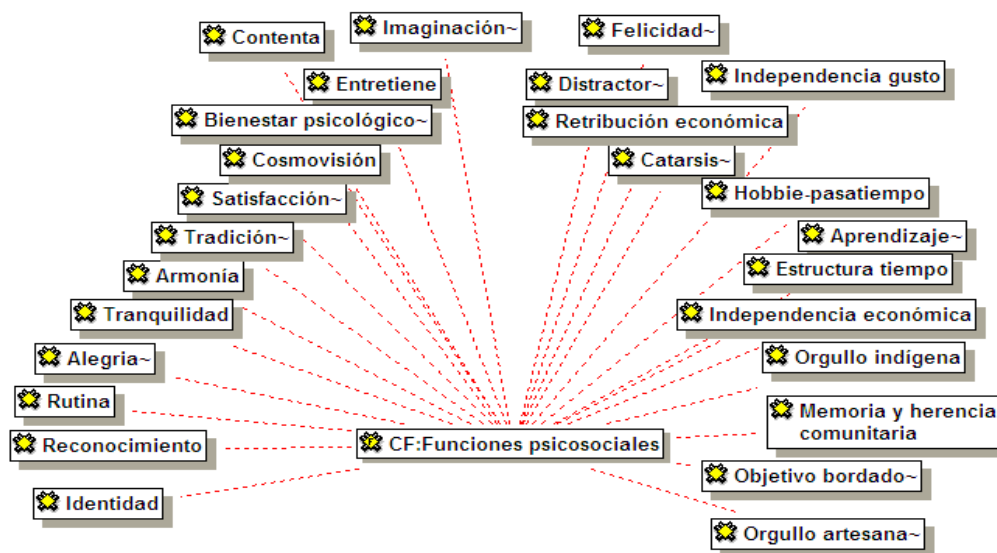 Contenta
Imaginación~
Felicidad~
Entretiene
Distractor~
Independencia gusto
Bienestar psicológico~
Retribución económica
Cosmovisión
Catarsis~
Satisfacción~
Hobbie-pasatiempo
Tradición~
Aprendizaje~
Armonía
Estructura tiempo
Tranquilidad
Independencia económica
Alegria~
Orgullo indígena
Rutina
Memoria y herencia
comunitaria
Reconocimiento
CF:Funciones psicosociales
Objetivo bordado~
Identidad
Orgullo artesana~